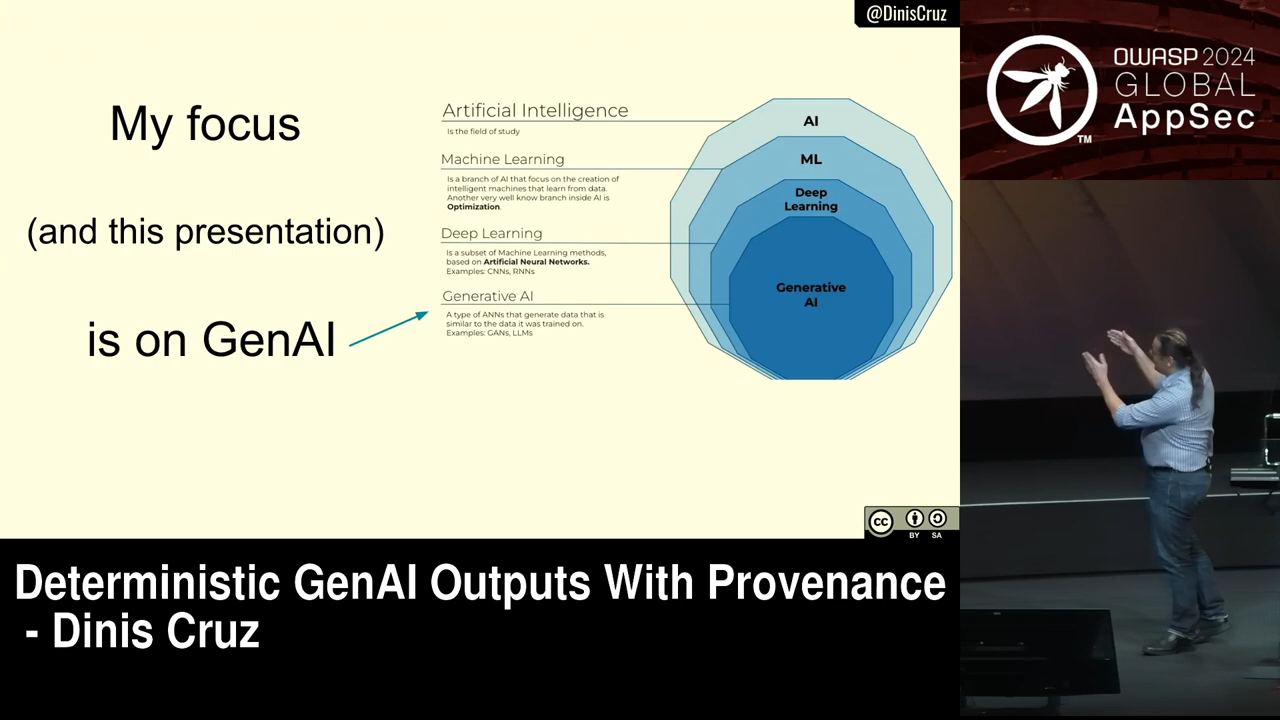 @DinisCruz
My focus
(and this presentation)
is on GenAI
Artificial Intelligence
Is the field of study
Machine Learning
Is a branch of AI that focus on the creation of
intelligent machines that learn from data.
Another very well know branch inside AI is
Optimization.
Deep Learning
Is a subset of Machine Learning methods,
based on Artificial Neural Networks.
Examples: CNNs, RNNs
Generative AI
A type of ANNs that generate data that is
similar to the data it was trained on.
Examples: GANs, LLMs
AI
ML
Deep
Learning
Generative
AI
cc
BY SA
OWASP 2024
GLOBAL
AppSec
TM
Deterministic GenAI Outputs With Provenance
- Dinis Cruz